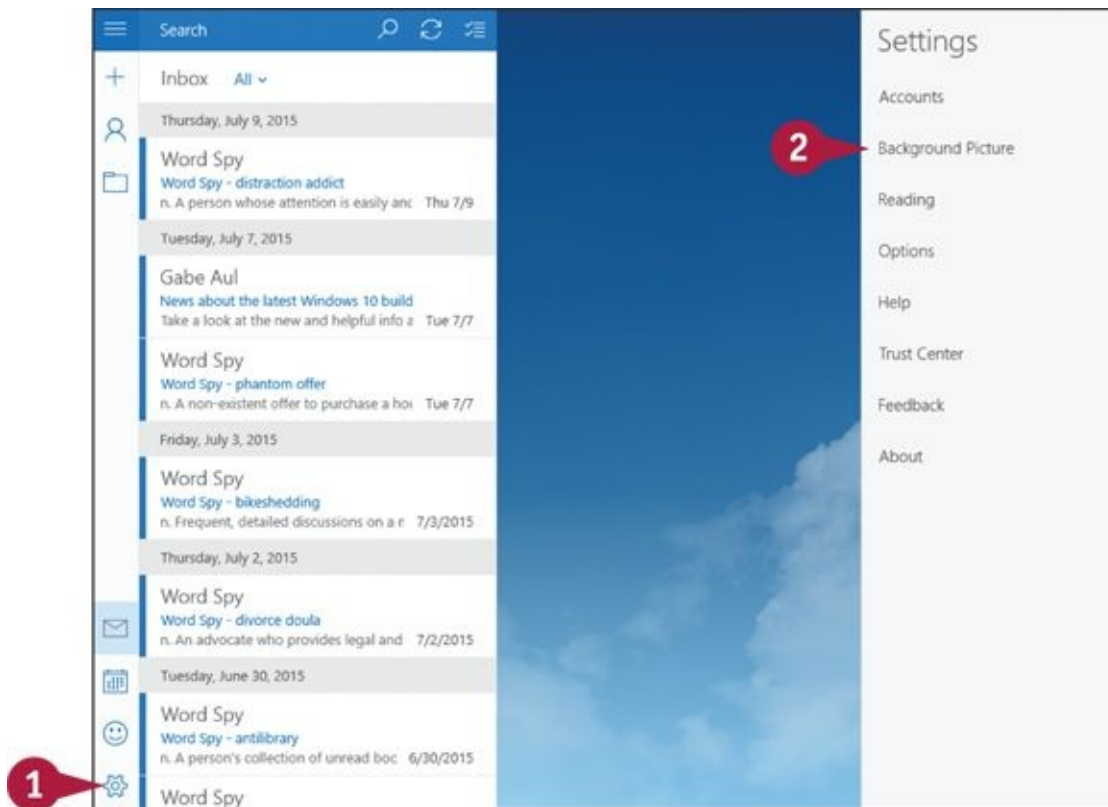 Search
Inbox All
Thursday, July 9, 2015
Word Spy
Word Spy - distraction addict
n. A person whose attention is easily anc Thu 7/9
Tuesday, July 7, 2015
Gabe Aul
News about the latest Windows 10 build
Take a look at the new and helpful info a Tue 7/7
Word Spy
Word Spy - phantom offer
n. A non-existent offer to purchase a hou Tue 7/7
Friday, July 3, 2015
Word Spy
Word Spy - bikeshedding
n. Frequent, detailed discussions on a r 7/3/2015
Thursday, July 2, 2015
Word Spy
Word Spy - divorce doula
n. An advocate who provides legal and 7/2/2015
Tuesday, June 30, 2015
Word Spy
Word Spy - antilibrary
n. A person's collection of unread boc 6/30/2015
Word Spy
1
Settings
Accounts
2
Background Picture
Reading
Options
Help
Trust Center
Feedback
About